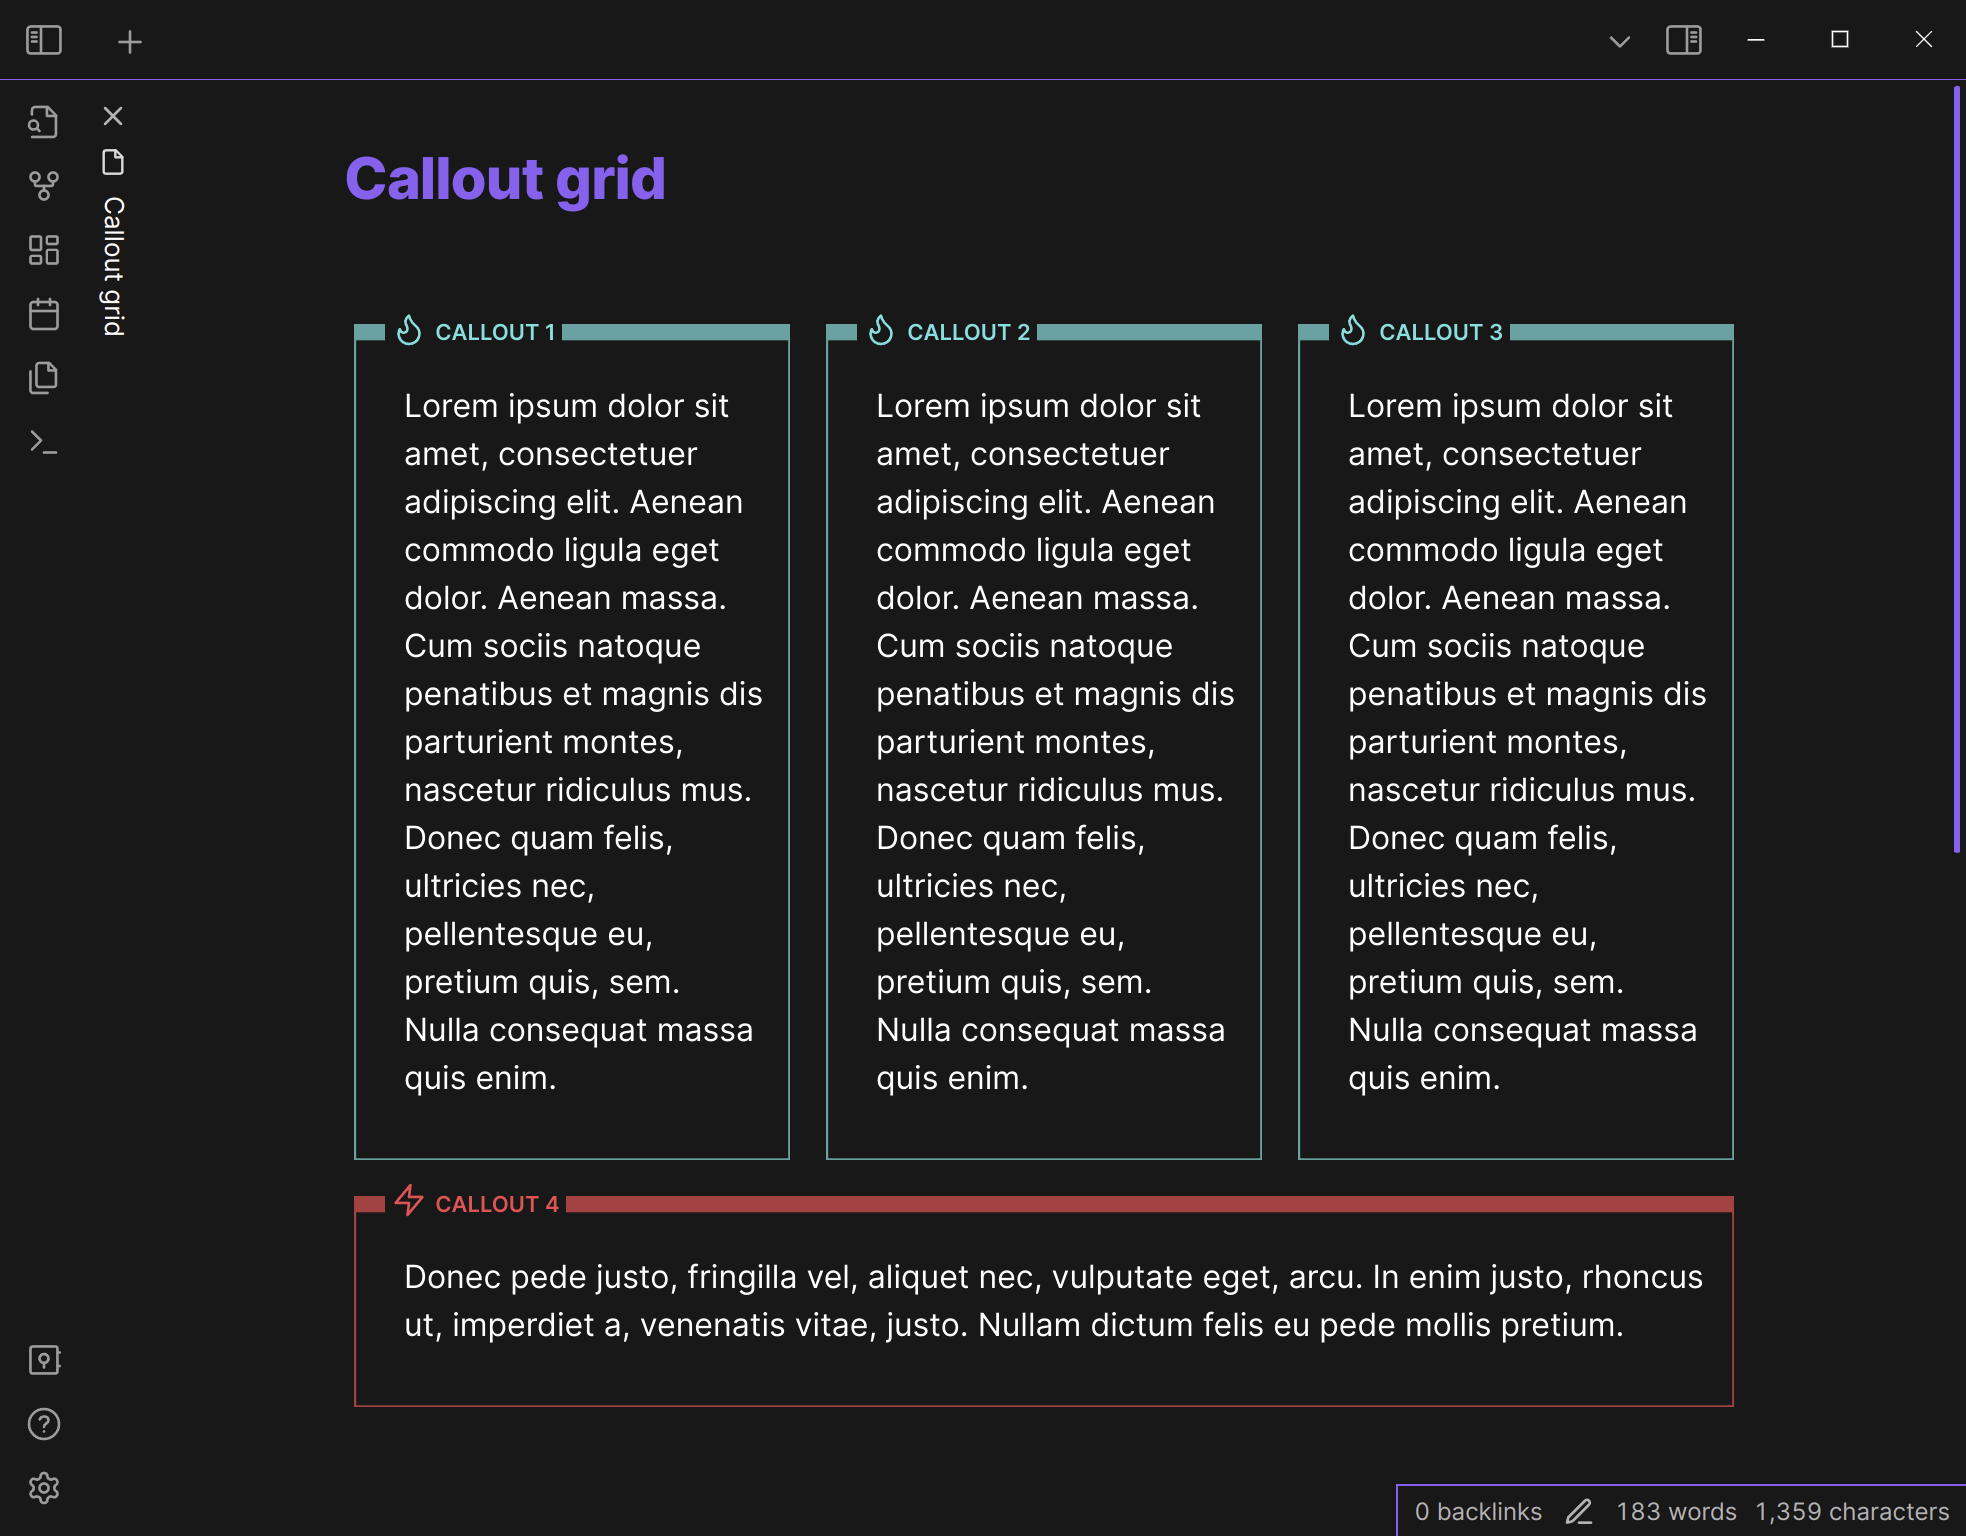 Callout grid
Callout grid
CALLOUT 1
Lorem ipsum dolor sit
amet, consectetuer
adipiscing elit. Aenean
commodo ligula eget
dolor. Aenean massa.
Cum sociis natoque
penatibus et magnis dis
parturient montes,
nascetur ridiculus mus.
Donec quam felis,
ultricies nec,
pellentesque eu,
pretium quis, sem.
Nulla consequat massa
quis enim.
CALLOUT 2
Lorem ipsum dolor sit
amet, consectetuer
adipiscing elit. Aenean
commodo ligula eget
dolor. Aenean massa.
Cum sociis natoque
penatibus et magnis dis
parturient montes,
nascetur ridiculus mus.
Donec quam felis,
ultricies nec,
pellentesque eu,
pretium quis, sem.
Nulla consequat massa
quis enim.
CALLOUT 3
Lorem ipsum dolor sit
amet, consectetuer
adipiscing elit. Aenean
commodo ligula eget
dolor. Aenean massa.
Cum sociis natoque
penatibus et magnis dis
parturient montes,
nascetur ridiculus mus.
Donec quam felis,
ultricies nec,
pellentesque eu,
pretium quis, sem.
Nulla consequat massa
quis enim.
CALLOUT 4
Donec pede justo, fringilla vel, aliquet nec, vulputate eget, arcu. In enim justo, rhoncus
ut, imperdiet a, venenatis vitae, justo. Nullam dictum felis eu pede mollis pretium.
0 backlinks 183 words 1,359 characters